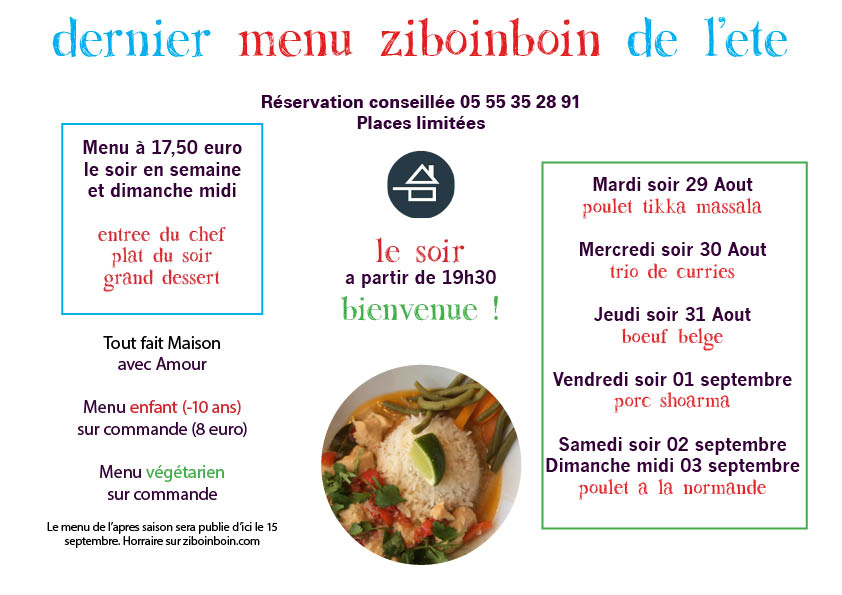 dernier menu ziboinboin de l'ete
Réservation conseillée 05 55 35 28 91
Places limitées
Menu à 17,50 euro
le soir en semaine
et dimanche midi
entree du chef
plat du soir
grand dessert
Tout fait Maison
avec Amour
Menu enfant (-10 ans)
sur commande (8 euro)
Menu végétarien
sur commande
Le menu de l'apres saison sera publie d'ici le 15
septembre. Horraire sur ziboinboin.com
le soir
a partir de 19h30
bienvenue !
Mardi soir 29 Aout
poulet tikka massala
Mercredi soir 30 Aout
trio de curries
Jeudi soir 31 Aout
boeuf belge
Vendredi soir 01 septembre
porc shoarma
Samedi soir 02 septembre
Dimanche midi 03 septembre
poulet a la normande